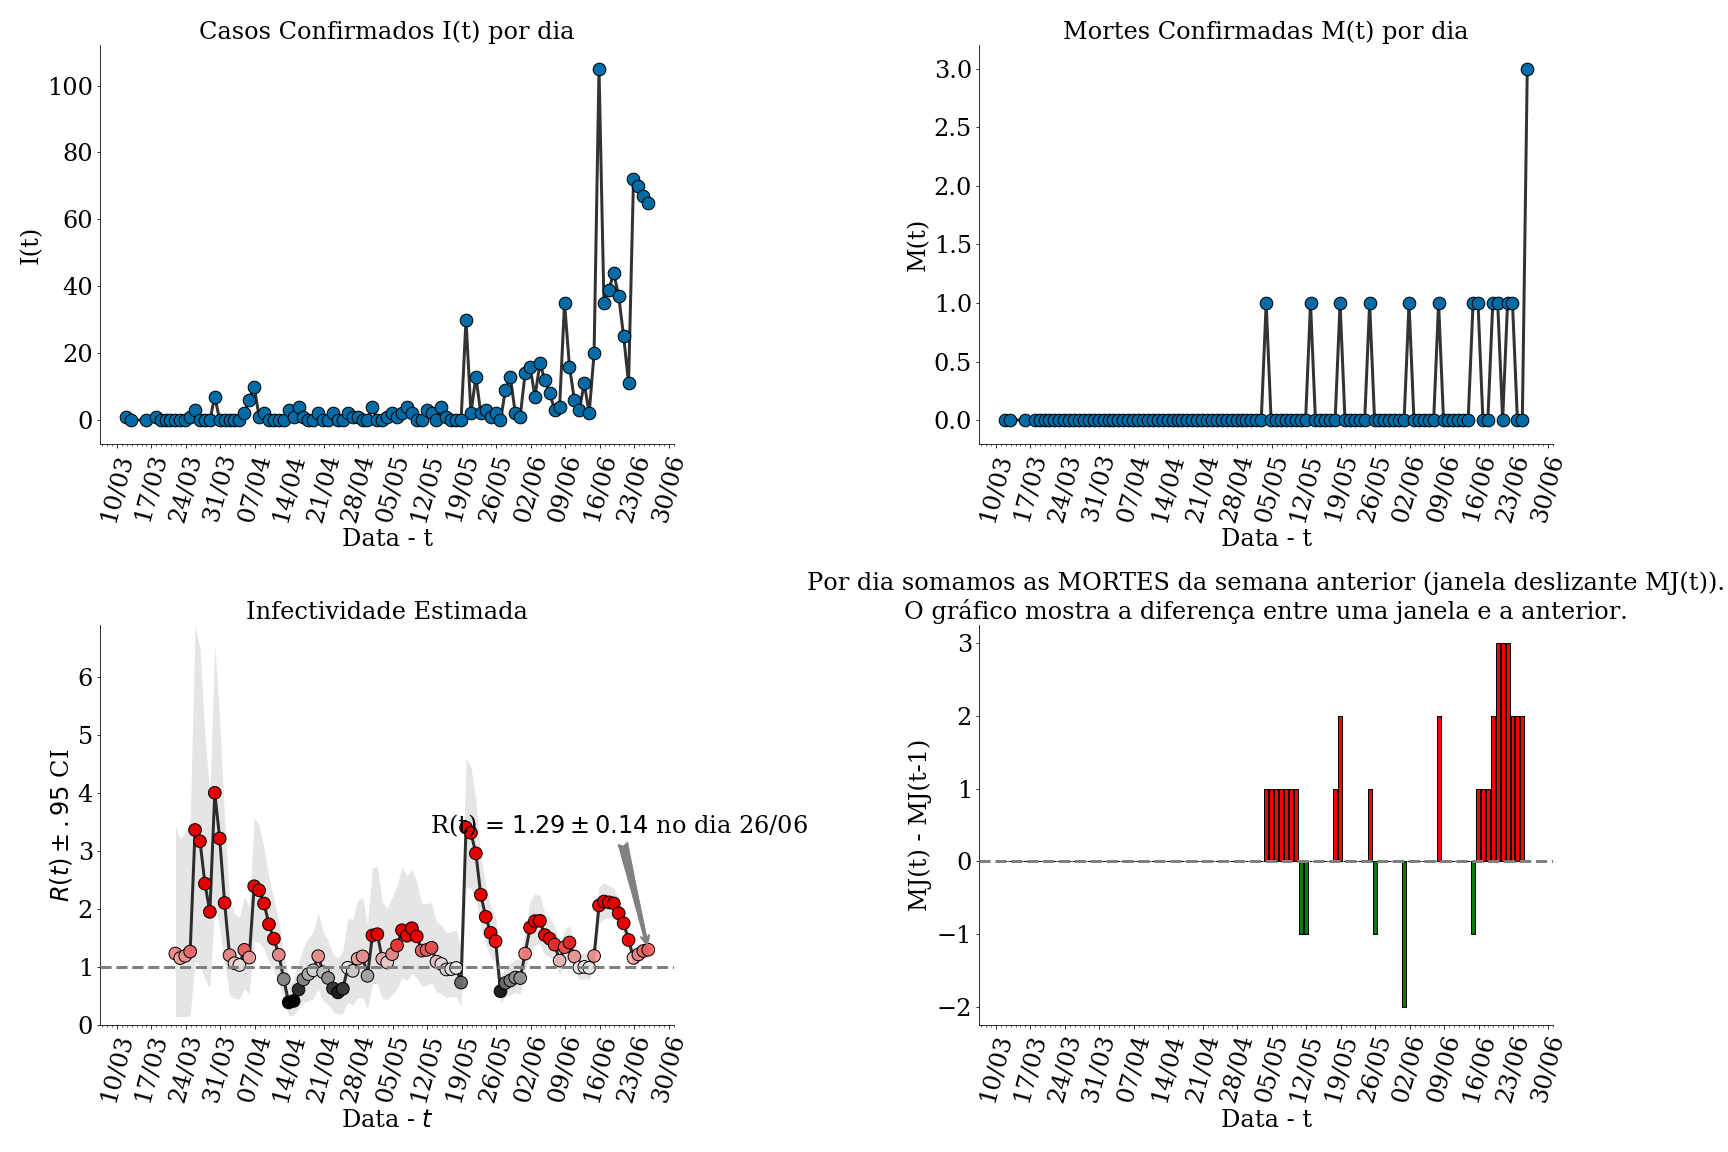 Casos Confirmados I(t) por dia
I(t)
100
80
60
40
20
0
10/03 17/03 24/03 31/03 07/04 14/04 21/04 28/04 05/05 12/05 19/05 26/05 02/06 09/06 16/06 23/06 30/06
Data - t
Mortes Confirmadas M(t) por dia
M(t)
3.0
2.5
2.0
1.5
1.0
0.5
0.0
10/03 17/03 24/03 31/03 07/04 14/04 21/04 28/04 05/05 12/05 19/05 26/05 02/06 09/06 16/06 23/06 30/06
Data - t
Infectividade Estimada
R(t) ± .95 CI
6
5
4
3
2
1
0
R(t) = 1.29 ± 0.14 no dia 26/06
10/03 17/03 24/03 31/03 07/04 14/04 21/04 28/04 05/05 12/05 19/05 26/05 02/06 09/06 16/06 23/06 30/06
Data - t
Por dia somamos as MORTES da semana anterior (janela deslizante MJ(t)).
O gráfico mostra a diferença entre uma janela e a anterior.
MJ(t) - MJ(t-1)
3
2
1
0
−1
−2
10/03 17/03 24/03 31/03 07/04 14/04 21/04 28/04 05/05 12/05 19/05 26/05 02/06 09/06 16/06 23/06 30/06
Data - t